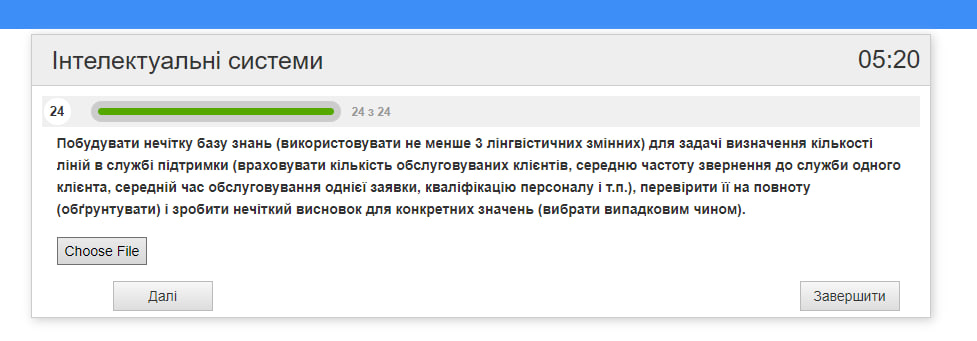 Інтелектуальні системи
05:20
24
24 з 24
Побудувати нечітку базу знань (використовувати не менше 3 лінгвістичних змінних) для задачі визначення кількості
ліній в службі підтримки (враховувати кількість обслуговуваних клієнтів, середню частоту звернення до служби одного
клієнта, середній час обслуговування однієї заявки, кваліфікацію персоналу і т.п.), перевірити її на повноту
(обґрунтувати) і зробити нечіткий висновок для конкретних значень (вибрати випадковим чином).
Choose File
Далі
Завершити